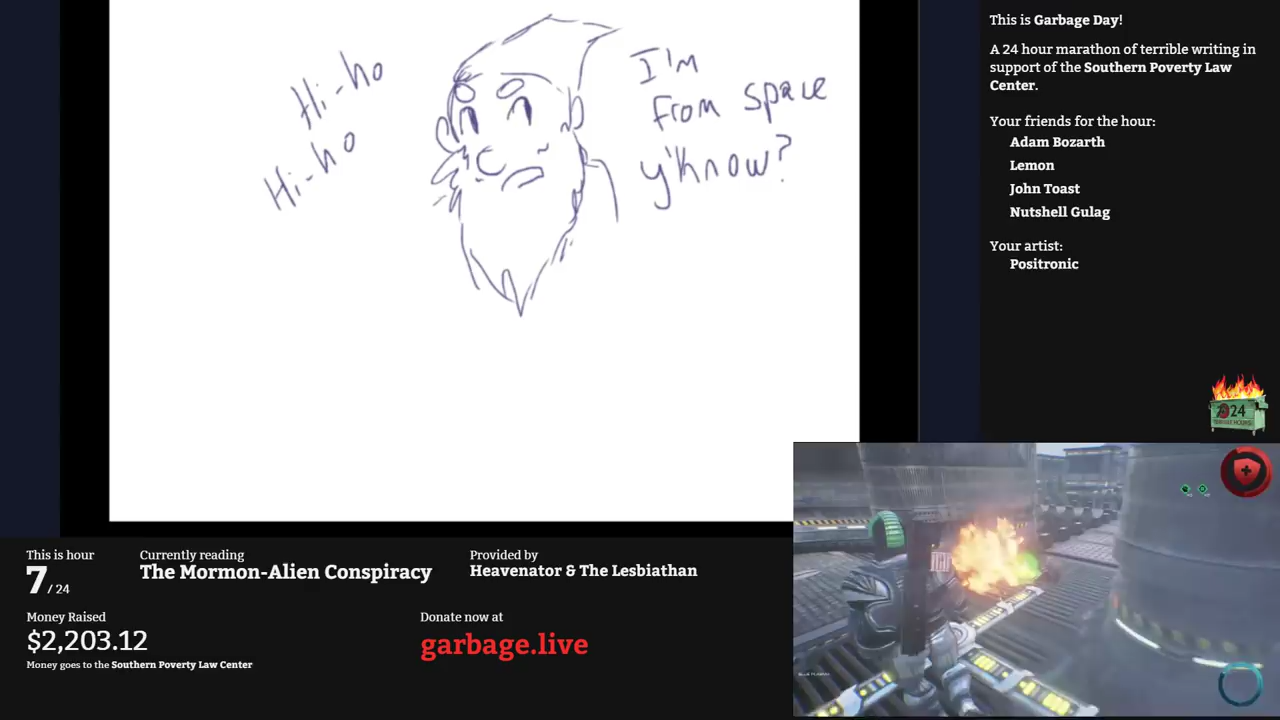 Hi-ho
Hi-ho
I'm
From space
y'know?
This is Garbage Day!
A 24 hour marathon of terrible writing in
support of the Southern Poverty Law
Center.
Your friends for the hour:
Adam Bozarth
Lemon
John Toast
Nutshell Gulag
Your artist:
Positronic
This is hour
7 / 24
Currently reading
The Mormon-Alien Conspiracy
Provided by
Heavenator & The Lesbiathan
Money Raised
$2,203.12
Money goes to the Southern Poverty Law Center
Donate now at
garbage.live